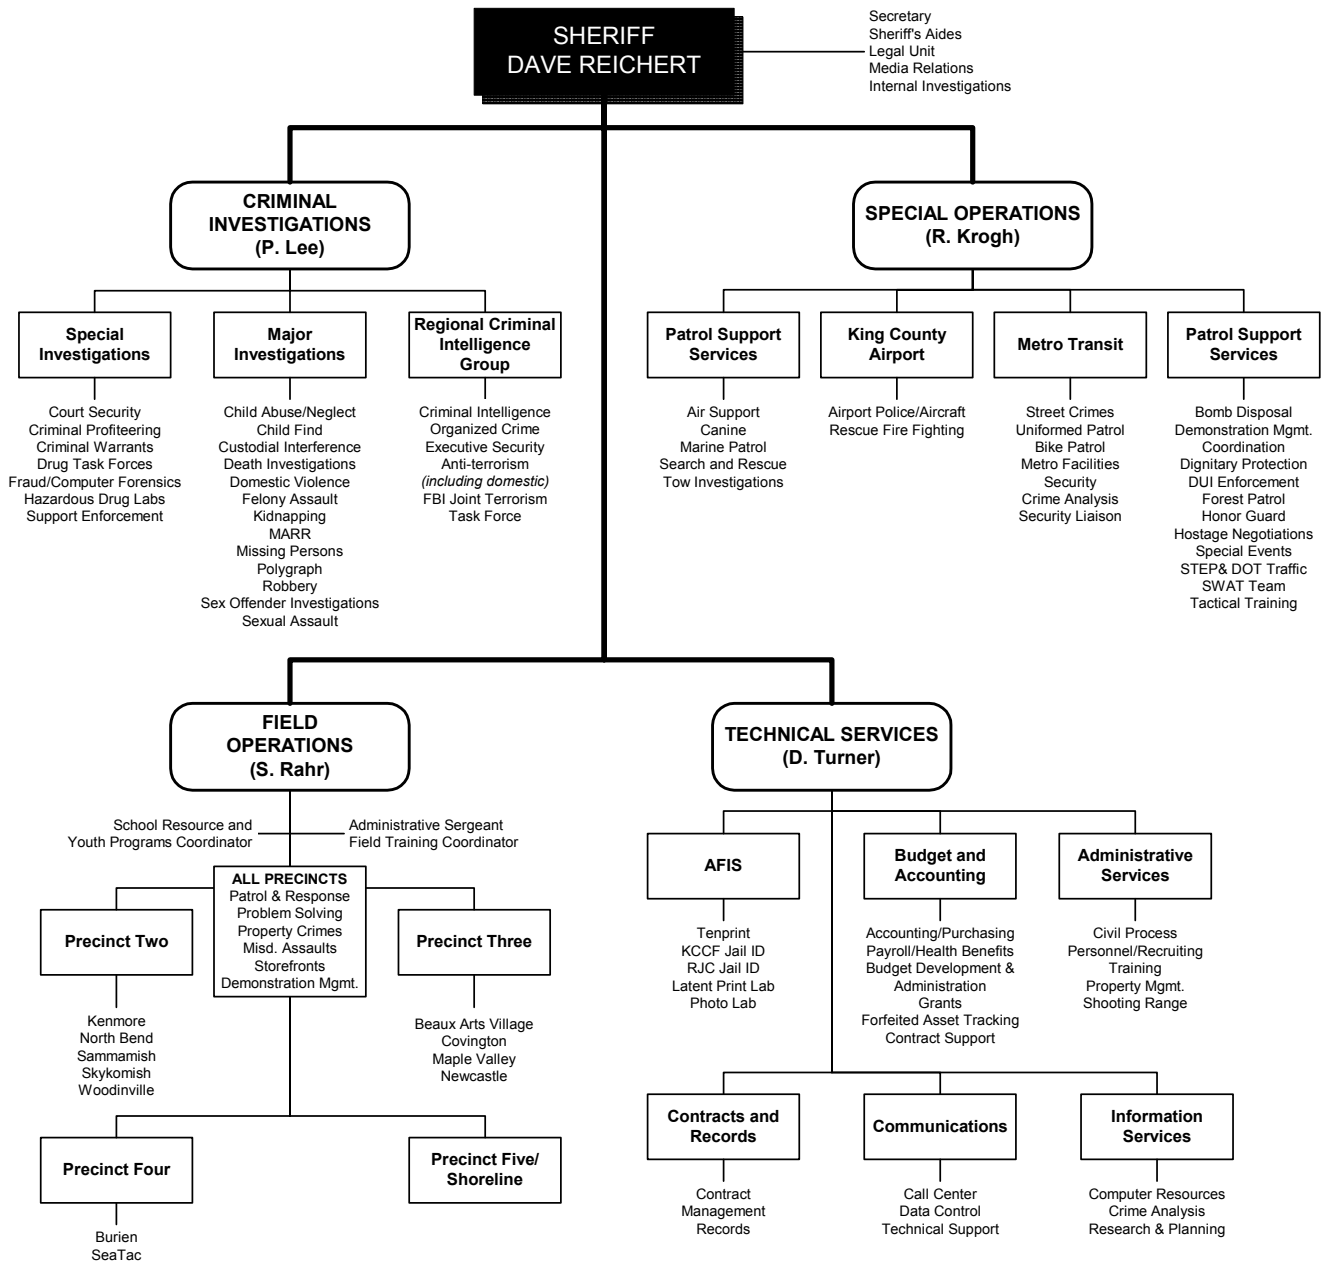 SHERIFF
DAVE REICHERT
Secretary
Sheriff's Aides
Legal Unit
Media Relations
Internal Investigations
CRIMINAL
INVESTIGATIONS
(P. Lee)
SPECIAL OPERATIONS
(R. Krogh)
Special
Investigations
Court Security
Criminal Profiteering
Criminal Warrants
Drug Task Forces
Fraud/Computer Forensics
Hazardous Drug Labs
Support Enforcement
Major
Investigations
Child Abuse/Neglect
Child Find
Custodial Interference
Death Investigations
Domestic Violence
Felony Assault
Kidnapping
MARR
Missing Persons
Polygraph
Robbery
Sex Offender Investigations
Sexual Assault
Regional Criminal
Intelligence
Group
Criminal Intelligence
Organized Crime
Executive Security
Anti-terrorism
(including domestic)
FBI Joint Terrorism
Task Force
Patrol Support
Services
Air Support
Canine
Marine Patrol
Search and Rescue
Tow Investigations
King County
Airport
Airport Police/Aircraft
Rescue Fire Fighting
Metro Transit
Street Crimes
Uniformed Patrol
Bike Patrol
Metro Facilities
Security
Crime Analysis
Security Liaison
Patrol Support
Services
Bomb Disposal
Demonstration Mgmt.
Coordination
Dignitary Protection
DUI Enforcement
Forest Patrol
Honor Guard
Hostage Negotiations
Special Events
STEP& DOT Traffic
SWAT Team
Tactical Training
FIELD
OPERATIONS
(S. Rahr)
School Resource and
Youth Programs Coordinator
Administrative Sergeant
Field Training Coordinator
ALL PRECINCTS
Patrol & Response
Problem Solving
Property Crimes
Misd. Assaults
Storefronts
Demonstration Mgmt.
Precinct Two
Kenmore
North Bend
Sammamish
Skykomish
Woodinville
Precinct Three
Beaux Arts Village
Covington
Maple Valley
Newcastle
Precinct Four
Burien
SeaTac
Precinct Five/
Shoreline
TECHNICAL SERVICES
(D. Turner)
AFIS
Tenprint
KCCF Jail ID
RJC Jail ID
Latent Print Lab
Photo Lab
Budget and
Accounting
Accounting/Purchasing
Payroll/Health Benefits
Budget Development &
Administration
Grants
Forfeited Asset Tracking
Contract Support
Administrative
Services
Civil Process
Personnel/Recruiting
Training
Property Mgmt.
Shooting Range
Contracts and
Records
Contract
Management
Records
Communications
Call Center
Data Control
Technical Support
Information
Services
Computer Resources
Crime Analysis
Research & Planning